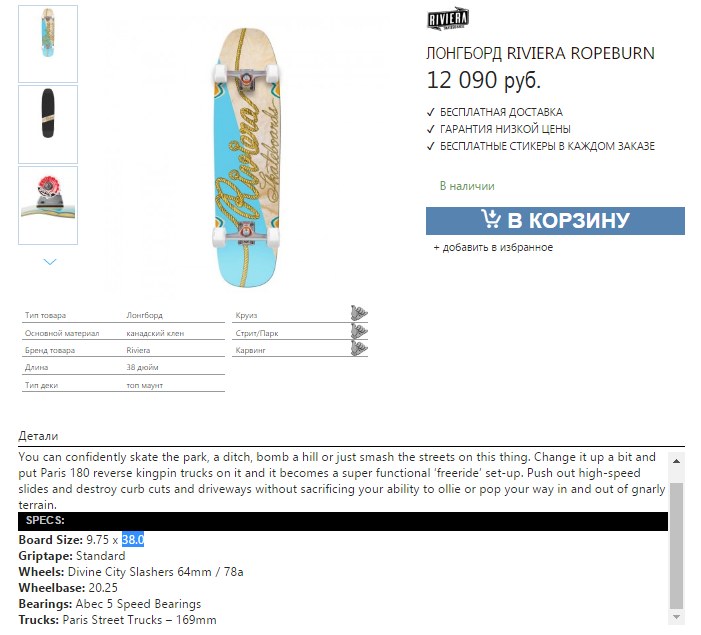 RIVIERA
ЛОНГБОРД RIVIERA ROPEBURN
12 090 руб.
✓ БЕСПЛАТНАЯ ДОСТАВКА
✓ ГАРАНТИЯ НИЗКОЙ ЦЕНЫ
✓ БЕСПЛАТНЫЕ СТИКЕРЫ В КАЖДОМ ЗАКАЗЕ
В наличии
В КОРЗИНУ
+ добавить в избранное
Riviera
Skateboards
Тип товара Лонгборд
Основной материал канадский клен
Бренд товара Riviera
Длина 38 дюйм
Тип деки топ маунт
Круиз
Стрит/Парк
Карвинг
Детали
You can confidently skate the park, a ditch, bomb a hill or just smash the streets on this thing. Change it up a bit and
put Paris 180 reverse kingpin trucks on it and it becomes a super functional ‘freeride’ set-up. Push out high-speed
slides and destroy curb cuts and driveways without sacrificing your ability to ollie or pop your way in and out of gnarly
terrain.
SPECS:
Board Size: 9.75 x 38.0
Griptape: Standard
Wheels: Divine City Slashers 64mm / 78a
Wheelbase: 20.25
Bearings: Abec 5 Speed Bearings
Trucks: Paris Street Trucks – 169mm